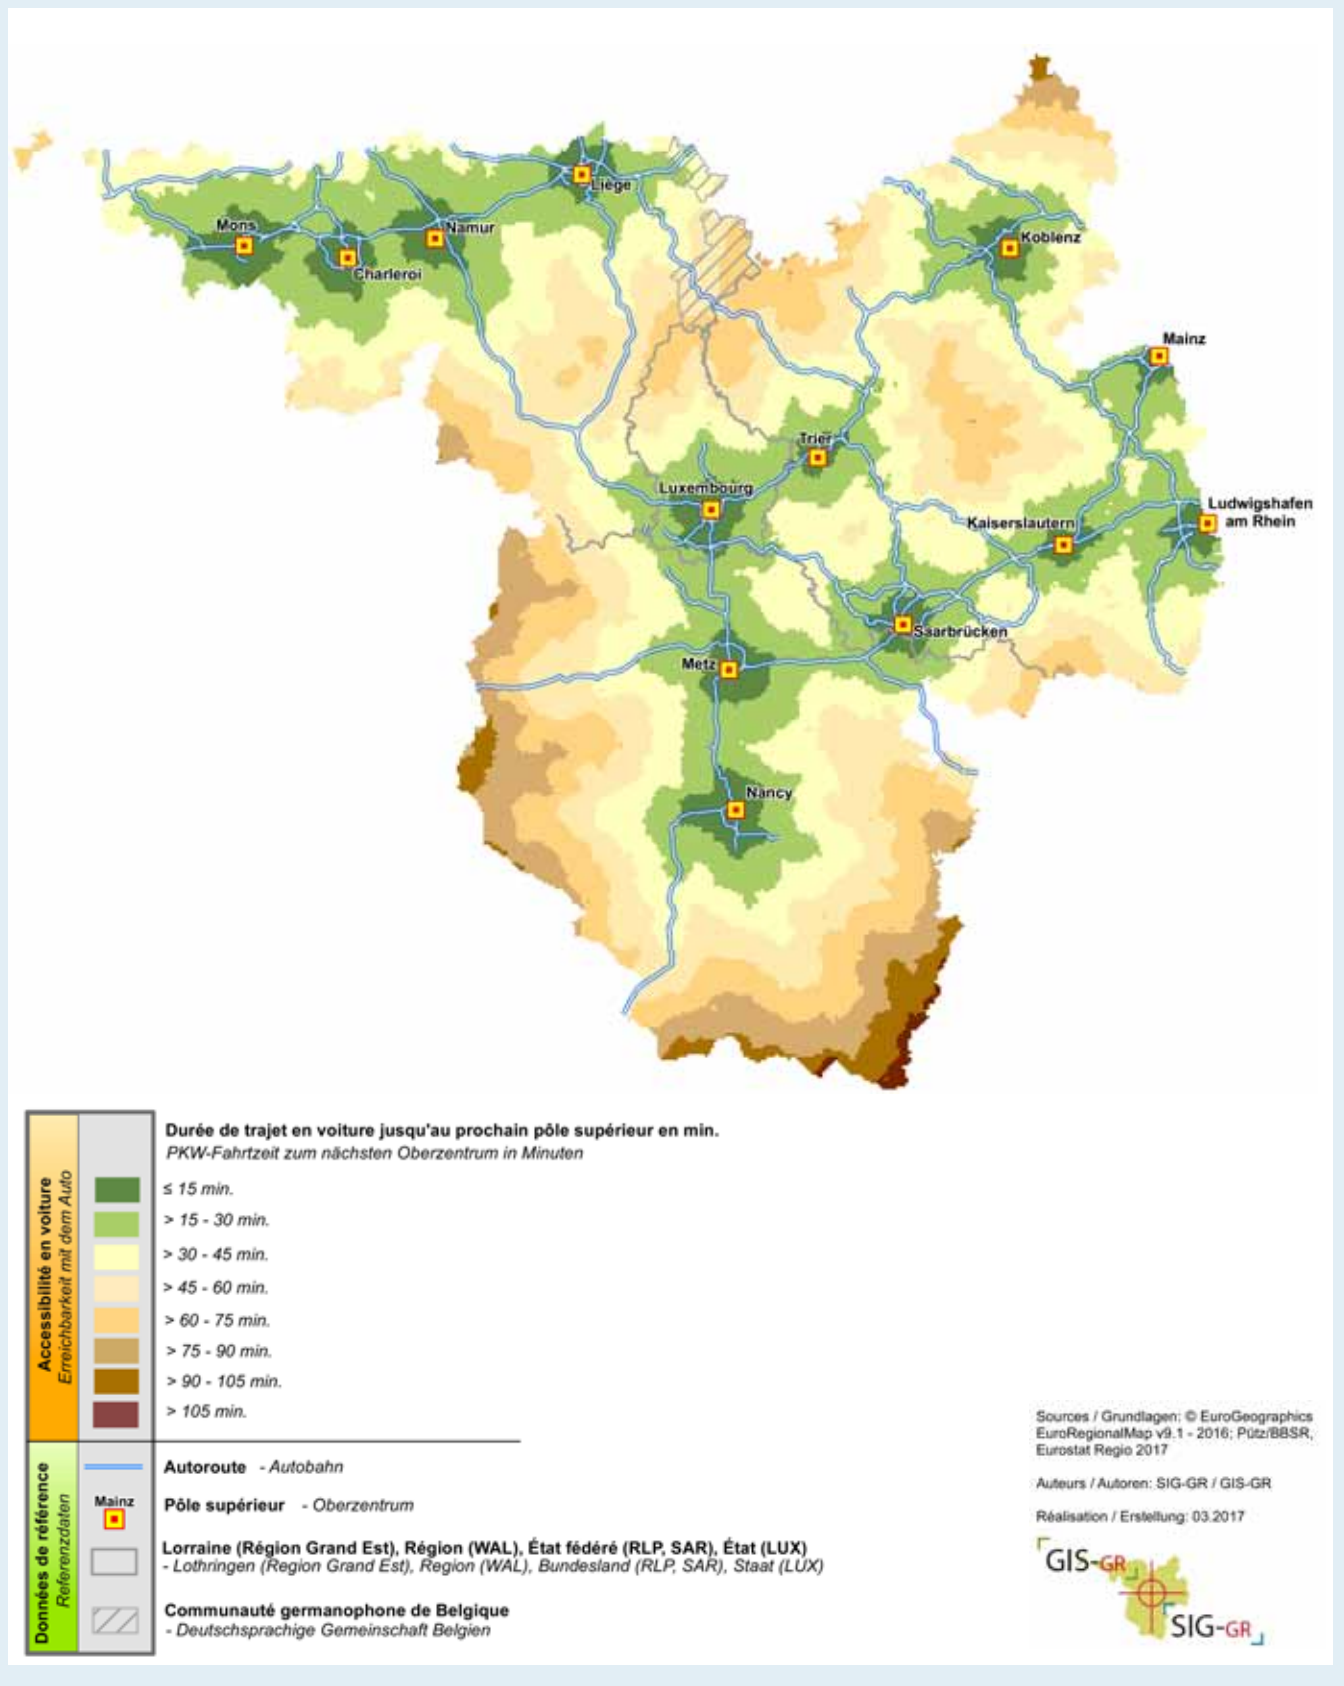 Liège
Mons
Namur
Charleroi
Koblenz
Mainz
Trier
Luxembourg
Ludwigshafen
am Rhein
Kaiserslautern
Saarbrücken
Metz
Nancy
Accessibilité en voiture
Erreichbarkeit mit dem Auto
Durée de trajet en voiture jusqu'au prochain pôle supérieur en min.
PKW-Fahrtzeit zum nächsten Oberzentrum in Minuten
≤ 15 min.
> 15 - 30 min.
> 30 - 45 min.
> 45 - 60 min.
> 60 - 75 min.
> 75 - 90 min.
> 90 - 105 min.
> 105 min.
Données de référence
Referenzdaten
Autoroute - Autobahn
Mainz
Pôle supérieur - Oberzentrum
Lorraine (Région Grand Est), Région (WAL), État fédéré (RLP, SAR), État (LUX)
- Lothringen (Region Grand Est), Region (WAL), Bundesland (RLP, SAR), Staat (LUX)
Communauté germanophone de Belgique
- Deutschsprachige Gemeinschaft Belgien
Sources / Grundlagen: © EuroGeographics
EuroRegionalMap v9.1 - 2016; Pütz/BBSR,
Eurostat Regio 2017
Auteurs / Autoren: SIG-GR / GIS-GR
Réalisation / Erstellung: 03.2017
GIS-GR
SIG-GR